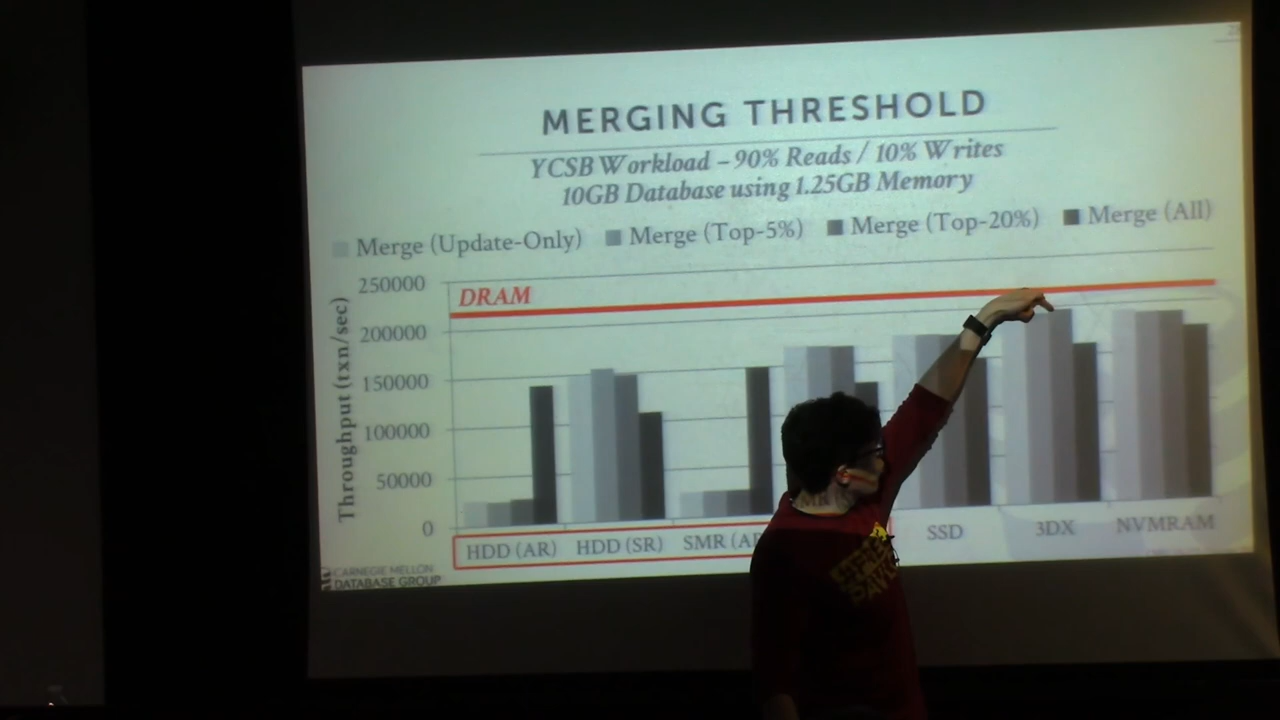 MERGING THRESHOLD
YCSB Workload – 90% Reads / 10% Writes
10GB Database using 1.25GB Memory
Merge (Update-Only) Merge (Top-5%) Merge (Top-20%) Merge (All)
Throughput (txn/sec)
250000
200000
150000
100000
50000
0
DRAM
HDD (AR) HDD (SR) SMR SSD 3DX NVMRAM
CARNEGIE MELLON
DATABASE GROUP